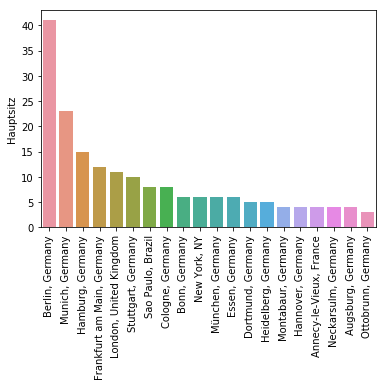 40
35
30
25
20
15
10
5
0
Hauptsitz
Berlin, Germany
Munich, Germany
Hamburg, Germany
Frankfurt am Main, Germany
London, United Kingdom
Stuttgart, Germany
Sao Paulo, Brazil
Cologne, Germany
Bonn, Germany
New York, NY
München, Germany
Essen, Germany
Dortmund, Germany
Heidelberg, Germany
Montabaur, Germany
Hannover, Germany
Annecy-le-Vieux, France
Neckarsulm, Germany
Augsburg, Germany
Ottobrunn, Germany